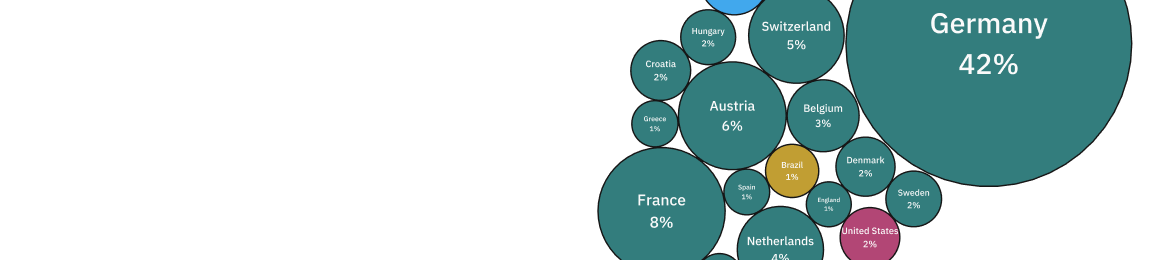 Germany
42%
Switzerland
5%
Hungary
2%
Croatia
2%
Austria
6%
Belgium
3%
Greece
1%
Brazil
1%
Denmark
2%
Spain
1%
England
1%
Sweden
2%
France
8%
United States
2%
Netherlands
4%